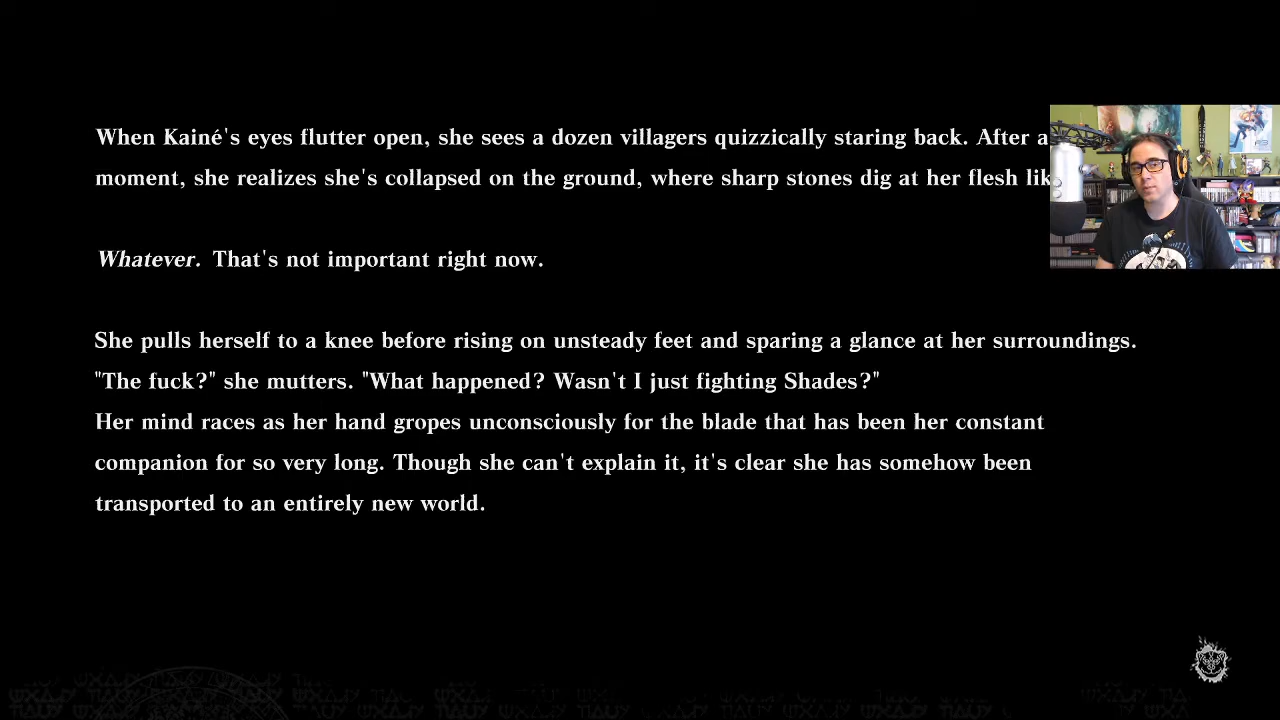 When Kainé's eyes flutter open, she sees a dozen villagers quizzically staring back. After a
moment, she realizes she's collapsed on the ground, where sharp stones dig at her flesh
Whatever. That's not important right now.
She pulls herself to a knee before rising on unsteady feet and sparing a glance at her surroundings.
"The fuck?" she mutters. "What happened? Wasn't I just fighting Shades?"
Her mind races as her hand gropes unconsciously for the blade that has been her constant
companion for so very long. Though she can't explain it, it's clear she has somehow been
transported to an entirely new world.